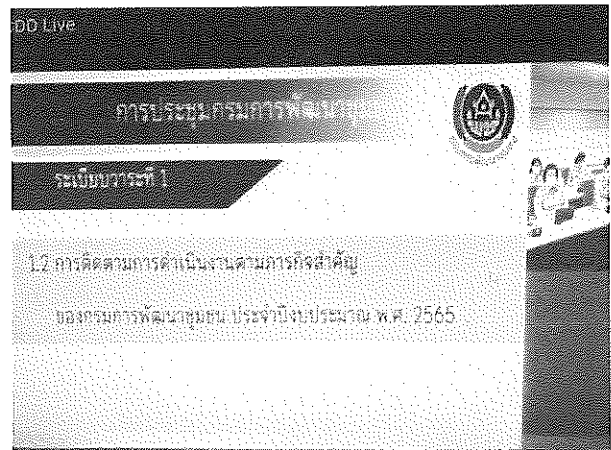 DD Live
การประชุมกรมการพัฒนา
ระเบียบวาระที่ 1
1.2 การติดตามการดำเนินงานตามภารกิจสำคัญ
ของกรมการพัฒนาชุมชน ประจำปีงบประมาณ พ.ศ. 2565